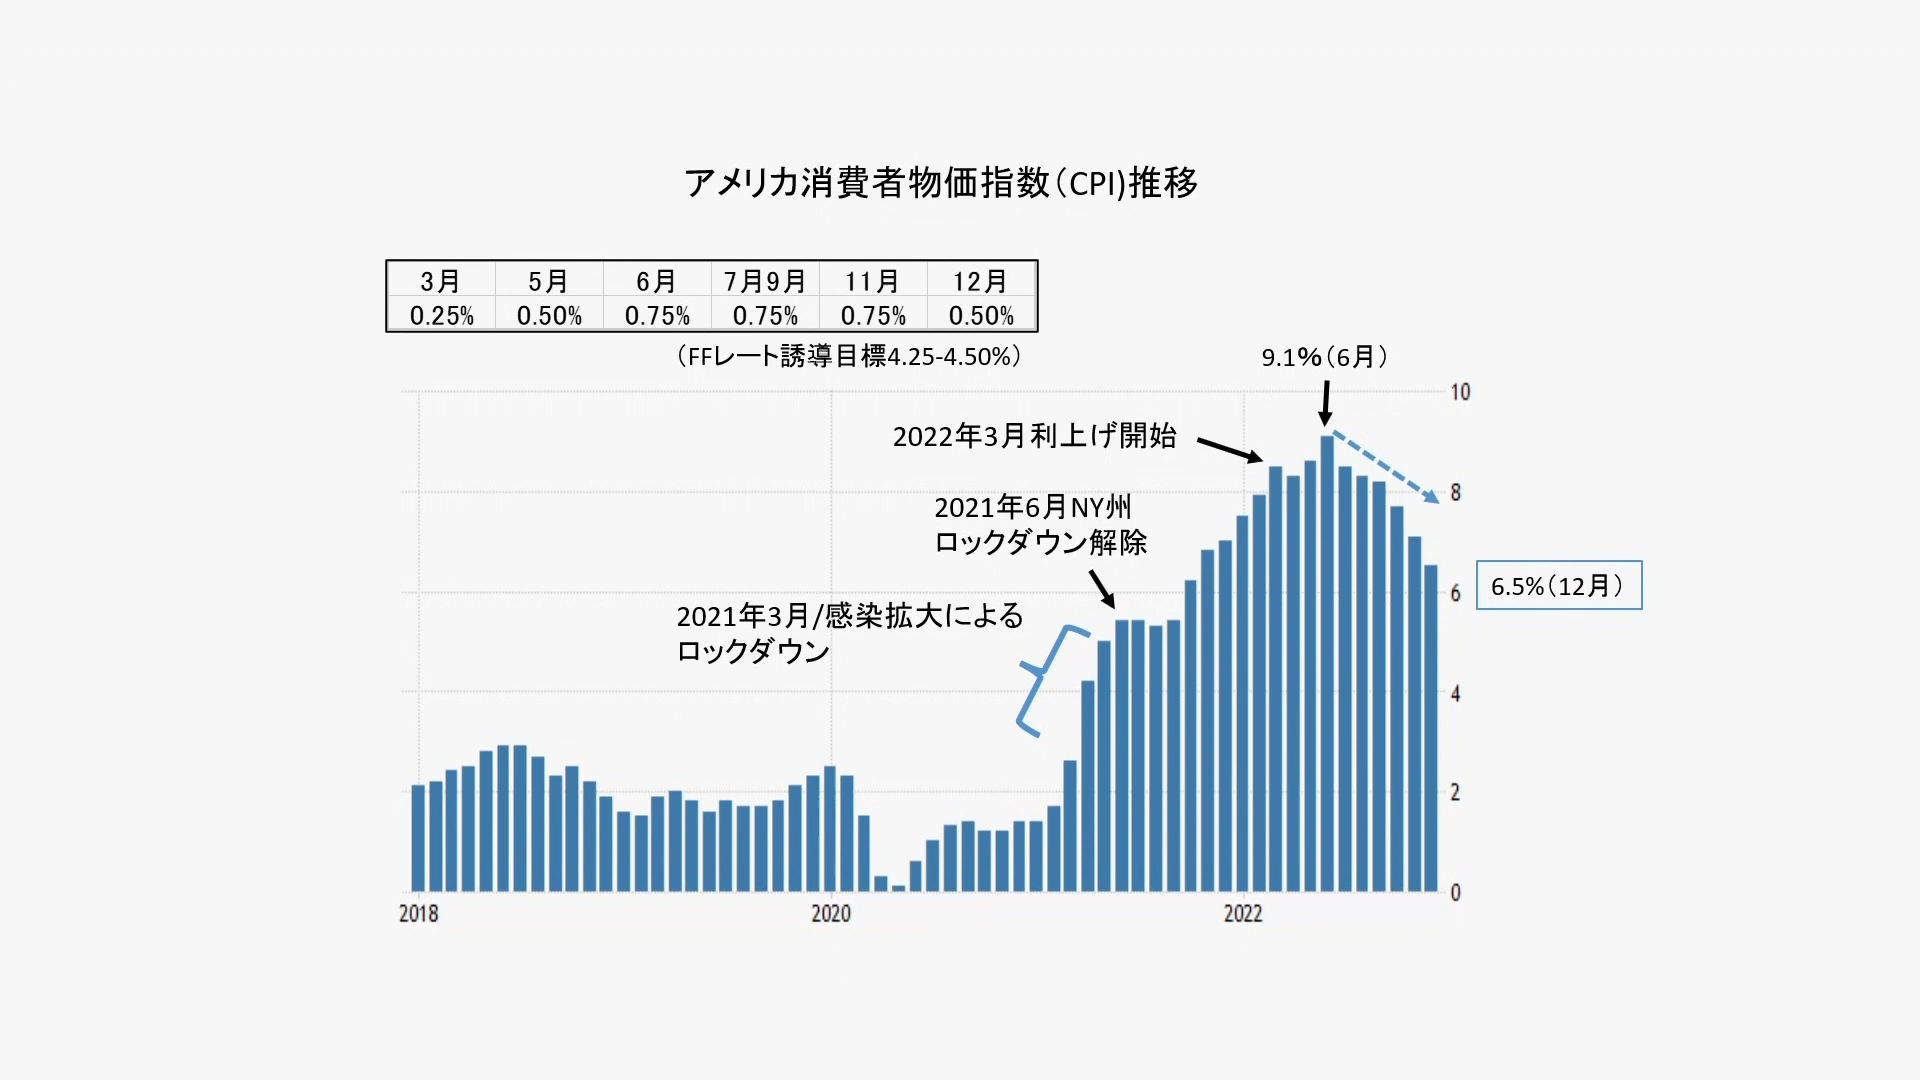 アメリカ消費者物価指数（CPI)推移
3月 5月 6月 7月9月 11月 12月
0.25% 0.50% 0.75% 0.75% 0.75% 0.50%
（FFレート誘導目標4.25-4.50%）
9.1%（6月）
10
2022年3月利上げ開始
8
2021年6月NY州
ロックダウン解除
6
6.5%（12月）
2021年3月/感染拡大による
ロックダウン
4
2
0
2018 2020 2022